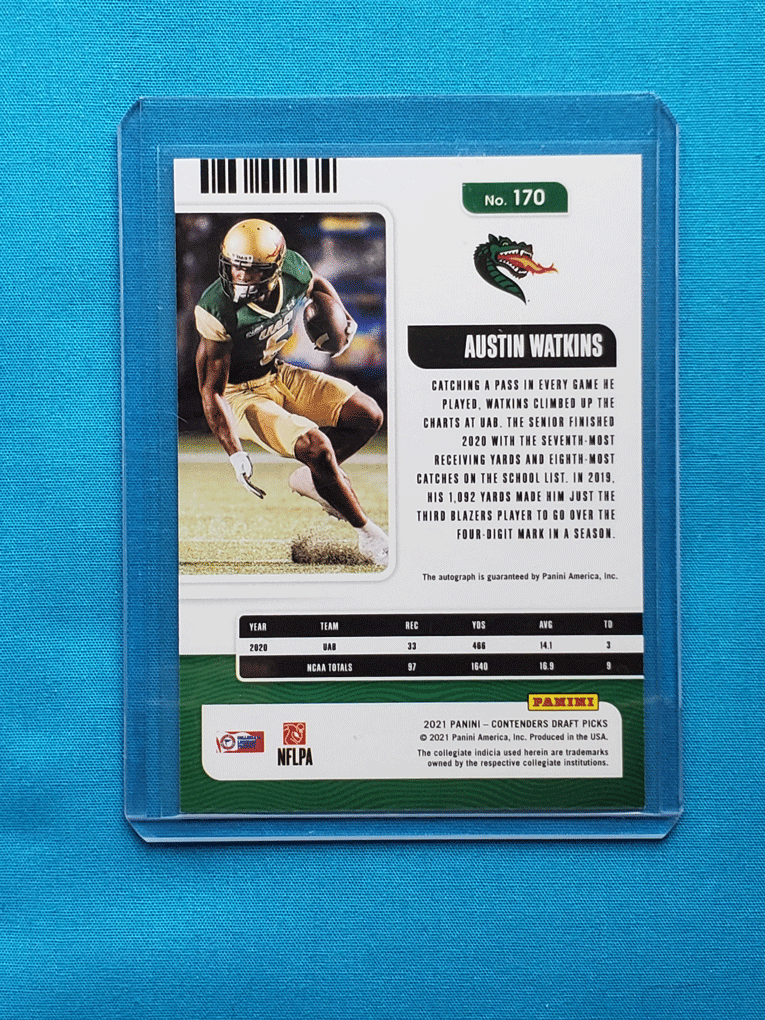 No. 170
UAB
5
AUSTIN WATKINS
CATCHING A PASS IN EVERY GAME HE
PLAYED, WATKINS CLIMBED UP THE
CHARTS AT UAB. THE SENIOR FINISHED
2020 WITH THE SEVENTH-MOST
RECEIVING YARDS AND EIGHTH-MOST
CATCHES ON THE SCHOOL LIST. IN 2019,
HIS 1,092 YARDS MADE HIM JUST THE
THIRD BLAZERS PLAYER TO GO OVER THE
FOUR-DIGIT MARK IN A SEASON.
The autograph is guaranteed by Panini America, Inc.
YEAR TEAM REC YDS AVG TD
2020 UAB 33 466 14.1 3
NCAA TOTALS 97 1640 16.9 9
PANINI
2021 PANINI – CONTENDERS DRAFT PICKS
© 2021 Panini America, Inc. Produced in the USA.
The collegiate indicia used herein are trademarks
owned by the respective collegiate institutions.
NFLPA